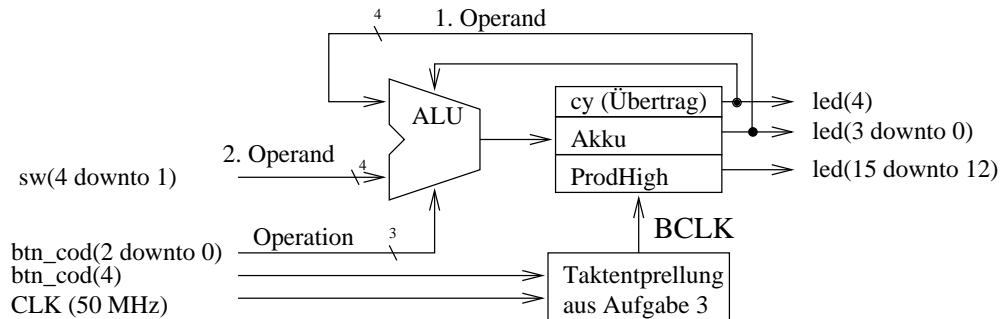 4
1. Operand
ALU
cy (Übertrag)
led(4)
Akku
led(3 downto 0)
2. Operand
4
sw(4 downto 1)
ProdHigh
led(15 downto 12)
BCLK
btn_cod(2 downto 0)
Operation
3
btn_cod(4)
CLK (50 MHz)
Taktentprellung
aus Aufgabe 3